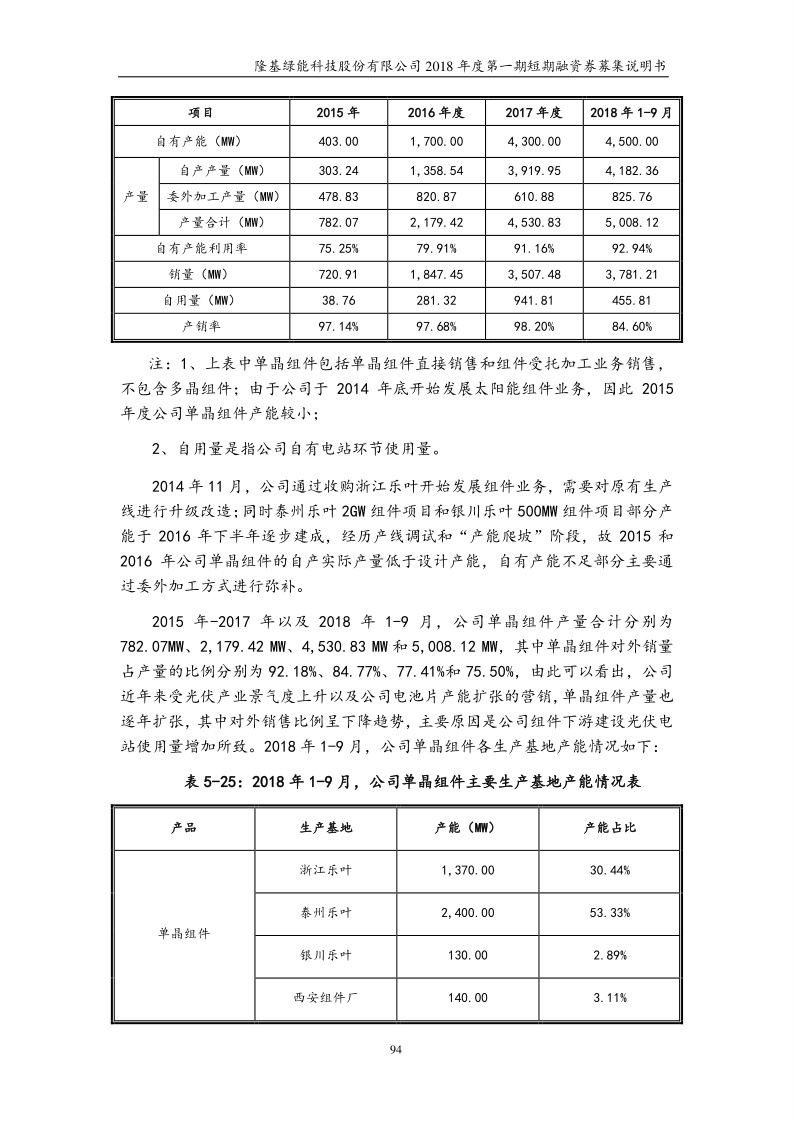 隆基绿能科技股份有限公司 2018 年度第一期短期融资券募集说明书
项目 2015 年 2016 年度 2017 年度 2018 年 1-9 月
自有产能（MW） 403.00 1,700.00 4,300.00 4,500.00
产量 自产产量（MW） 303.24 1,358.54 3,919.95 4,182.36
委外加工产量（MW） 478.83 820.87 610.88 825.76
产量合计（MW） 782.07 2,179.42 4,530.83 5,008.12
自有产能利用率 75.25% 79.91% 91.16% 92.94%
销量（MW） 720.91 1,847.45 3,507.48 3,781.21
自用量（MW） 38.76 281.32 941.81 455.81
产销率 97.14% 97.68% 98.20% 84.60%
注：1、上表中单晶组件包括单晶组件直接销售和组件受托加工业务销售，
不包含多晶组件；由于公司于 2014 年底开始发展太阳能组件业务，因此 2015
年度公司单晶组件产能较小；
2、自用量是指公司自有电站环节使用量。
2014 年 11 月，公司通过收购浙江乐叶开始发展组件业务，需要对原有生产
线进行升级改造；同时泰州乐叶 2GW 组件项目和银川乐叶 500MW 组件项目部分产
能于 2016 年下半年逐步建成，经历产线调试和“产能爬坡”阶段，故 2015 和
2016 年公司单晶组件的自产实际产量低于设计产能，自有产能不足部分主要通
过委外加工方式进行弥补。
2015 年-2017 年以及 2018 年 1-9 月，公司单晶组件产量合计分别为
782.07MW、2,179.42 MW、4,530.83 MW 和 5,008.12 MW，其中单晶组件对外销量
占产量的比例分别为 92.18%、84.77%、77.41%和 75.50%，由此可以看出，公司
近年来受光伏产业景气度上升以及公司电池片产能扩张的营销，单晶组件产量也
逐年扩张，其中对外销售比例呈下降趋势，主要原因是公司组件下游建设光伏电
站使用量增加所致。2018 年 1-9 月，公司单晶组件各生产基地产能情况如下：
表 5-25：2018 年 1-9 月，公司单晶组件主要生产基地产能情况表
产品 生产基地 产能（MW） 产能占比
单晶组件 浙江乐叶 1,370.00 30.44%
泰州乐叶 2,400.00 53.33%
银川乐叶 130.00 2.89%
西安组件厂 140.00 3.11%
94